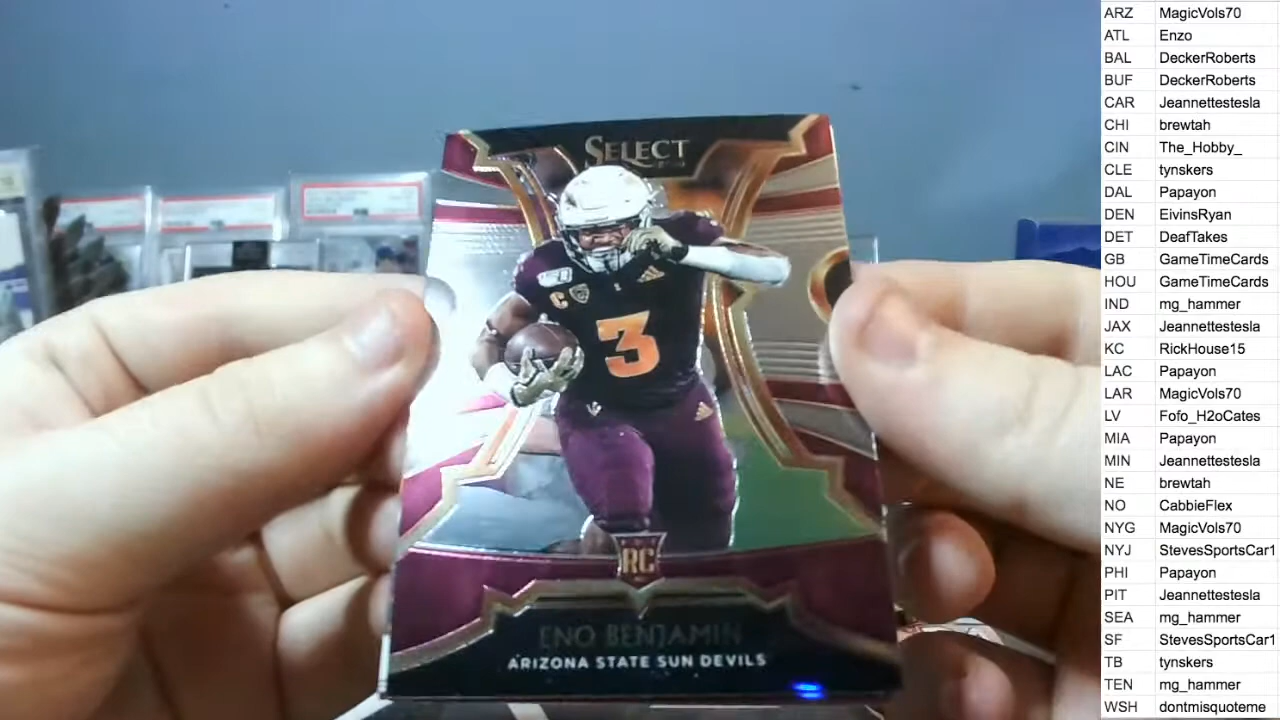 SELECT
3
RC
ENO BENJAMIN
ARIZONA STATE SUN DEVILS
ARZ MagicVols70
ATL Enzo
BAL DeckerRoberts
BUF DeckerRoberts
CAR Jeannettestesla
CHI brewtah
CIN The_Hobby_
CLE tynskers
DAL Papayon
DEN EivinsRyan
DET DeafTakes
GB GameTimeCards
HOU GameTimeCards
IND mg_hammer
JAX Jeannettestesla
KC RickHouse15
LAC Papayon
LAR MagicVols70
LV Fofo_H2oCates
MIA Papayon
MIN Jeannettestesla
NE brewtah
NO CabbieFlex
NYG MagicVols70
NYJ StevesSportsCar1
PHI Papayon
PIT Jeannettestesla
SEA mg_hammer
SF StevesSportsCar1
TB tynskers
TEN mg_hammer
WSH dontmisquoteme